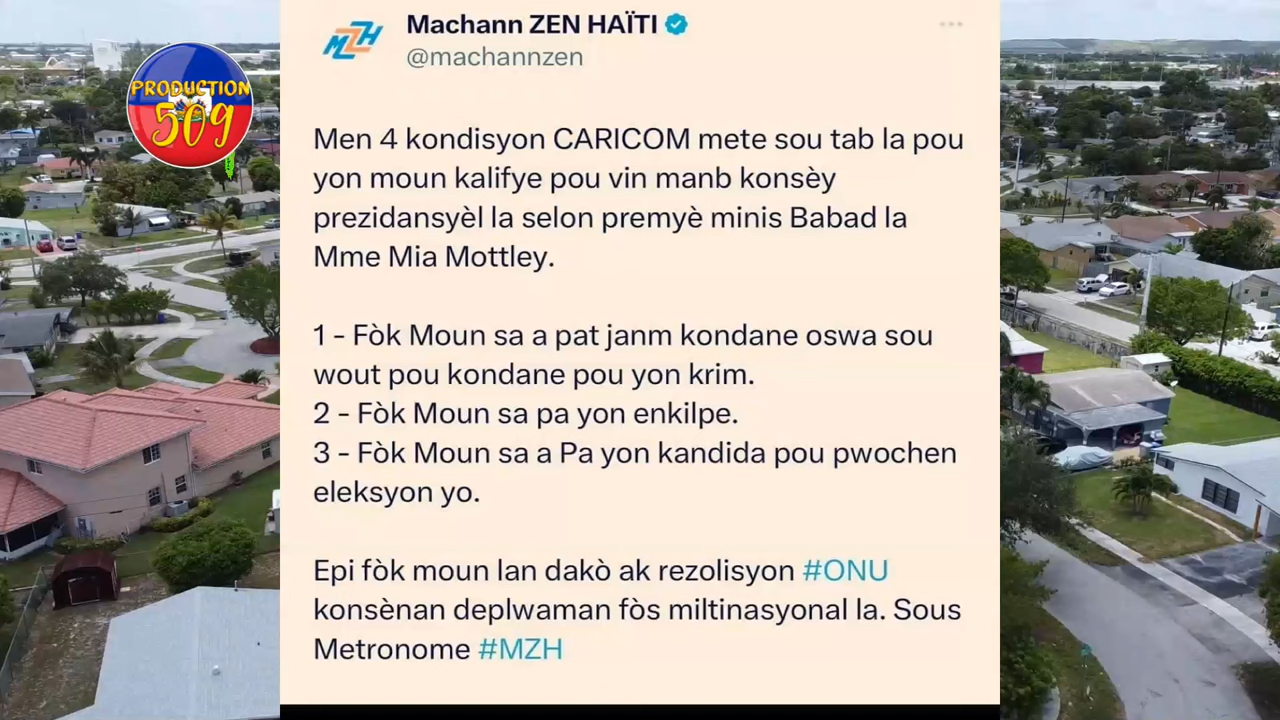 PRODUCTION
509
MZH
Machann ZEN HAÏTI
@machannzen
Men 4 kondisyon CARICOM mete sou tab la pou
yon moun kalifye pou vin manb konsèy
prezidansyèl la selon premyè minis Babad la
Mme Mia Mottley.
1 - Fòk Moun sa a pat janm kondane oswa sou
wout pou kondane pou yon krim.
2 - Fòk Moun sa pa yon enkilpe.
3 - Fòk Moun sa a Pa yon kandida pou pwochen
eleksyon yo.
Epi fòk moun lan dakò ak rezolisyon #ONU
konsènan deplwaman fòs miltinasyonal la. Sous
Metronome #MZH